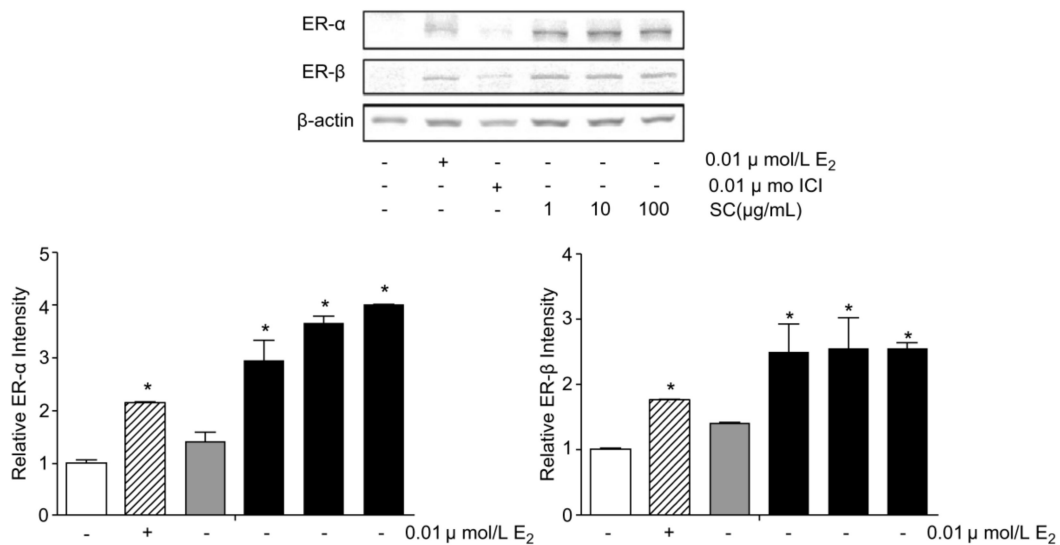 ER-α
ER-β
β-actin
- + - - - - 0.01 µ mol/L E2
- - + - - - 0.01 µ mo ICI
- - - 1 10 100 SC(µg/mL)
Relative ER-α Intensity
5
4
3
2
1
0
* * * *
- + - - - - 0.01 µ mol/L E2
Relative ER-β Intensity
4
3
2
1
0
* * * *
- + - - - - 0.01 µ mol/L E2